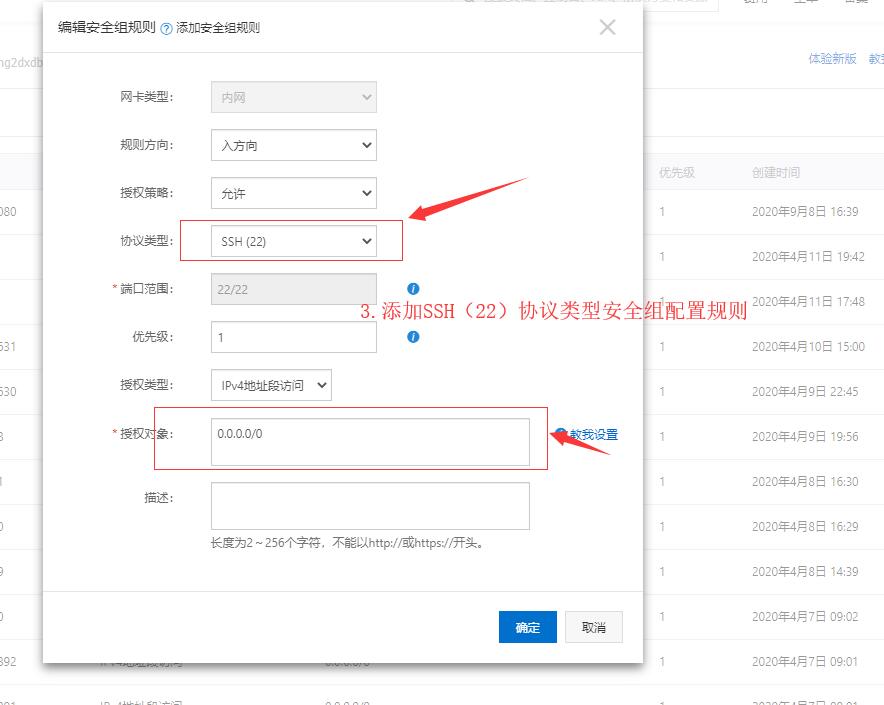 编辑安全组规则 ? 添加安全组规则
ng2dxdb
体验新版
网卡类型: 内网
规则方向: 入方向
授权策略: 允许
优先级 创建时间
080 1 2020年9月8日 16:39
协议类型: SSH (22)
1 2020年4月11日 19:42
* 端口范围: 22/22
1 2020年4月11日 17:48
3.添加SSH（22）协议类型安全组配置规则
优先级: 1
531 1 2020年4月10日 15:00
授权类型: IPv4地址段访问
530 1 2020年4月9日 22:45
* 授权对象: 0.0.0.0/0 教我设置
1 2020年4月9日 19:56
描述:
1 2020年4月8日 16:30
1 2020年4月8日 16:29
长度为2～256个字符，不能以http://或https://开头。
1 2020年4月8日 14:39
确定 取消
1 2020年4月7日 09:02
392 1 2020年4月7日 09:01